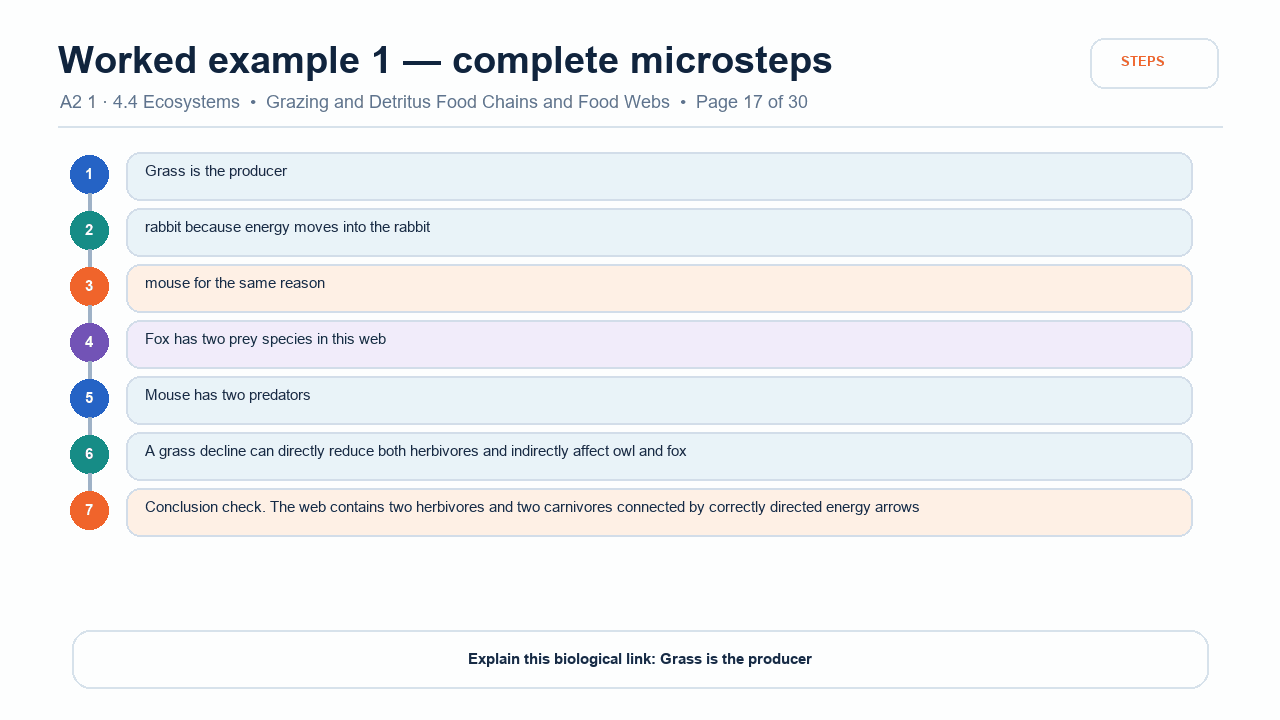 Worked example 1 — complete microsteps
STEPS
A2 1 · 4.4 Ecosystems • Grazing and Detritus Food Chains and Food Webs • Page 17 of 30
1 Grass is the producer
2 rabbit because energy moves into the rabbit
3 mouse for the same reason
4 Fox has two prey species in this web
5 Mouse has two predators
6 A grass decline can directly reduce both herbivores and indirectly affect owl and fox
7 Conclusion check. The web contains two herbivores and two carnivores connected by correctly directed energy arrows
Explain this biological link: Grass is the producer